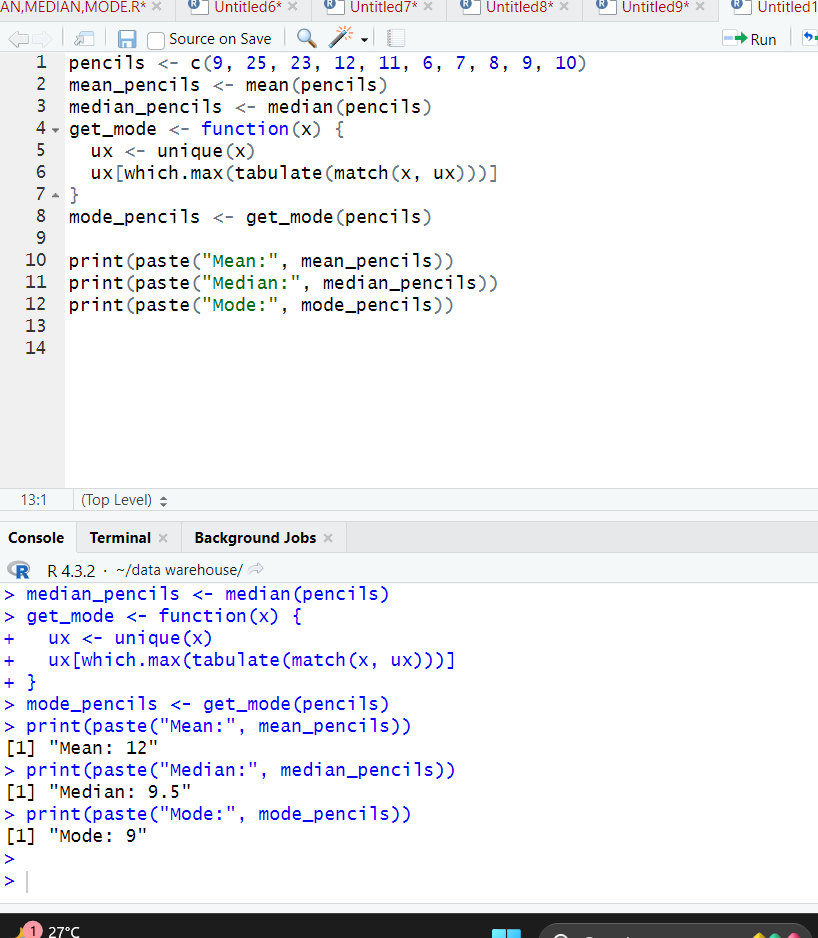 AN,MEDIAN,MODE.R* × Untitled6* × Untitled7* × Untitled8* × Untitled9* × Untitled1
Source on Save Run
1 pencils <- c(9, 25, 23, 12, 11, 6, 7, 8, 9, 10)
2 mean_pencils <- mean(pencils)
3 median_pencils <- median(pencils)
4 get_mode <- function(x) {
5   ux <- unique(x)
6   ux[which.max(tabulate(match(x, ux)))]
7 }
8 mode_pencils <- get_mode(pencils)
9
10 print(paste("Mean:", mean_pencils))
11 print(paste("Median:", median_pencils))
12 print(paste("Mode:", mode_pencils))
13
14
13:1 (Top Level)
Console Terminal × Background Jobs ×
R R 4.3.2 · ~/data warehouse/
> median_pencils <- median(pencils)
> get_mode <- function(x) {
+   ux <- unique(x)
+   ux[which.max(tabulate(match(x, ux)))]
+ }
> mode_pencils <- get_mode(pencils)
> print(paste("Mean:", mean_pencils))
[1] "Mean: 12"
> print(paste("Median:", median_pencils))
[1] "Median: 9.5"
> print(paste("Mode:", mode_pencils))
[1] "Mode: 9"
>
>
1 27°C